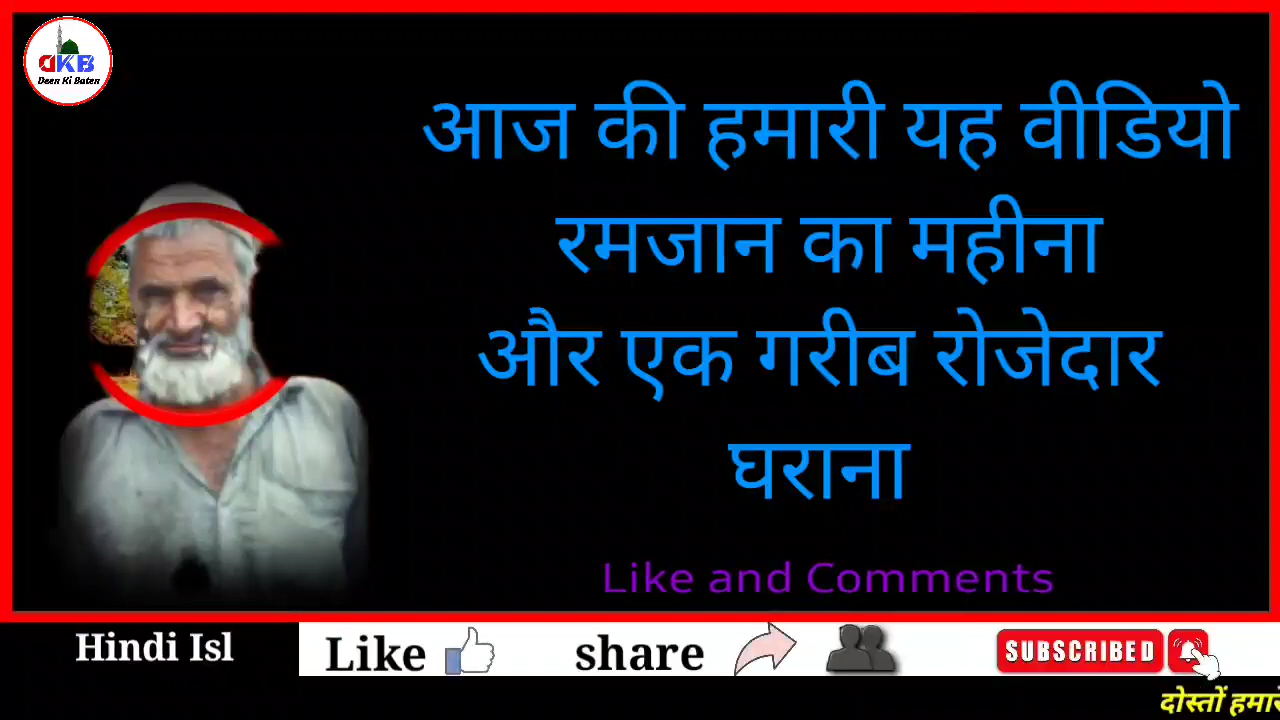 DKB
Deen Ki Baten
आज की हमारी यह वीडियो
रमजान का महीना
और एक गरीब रोजेदार
घराना
Like and Comments
Hindi Isl
Like share SUBSCRIBED
दोस्तों हमारे